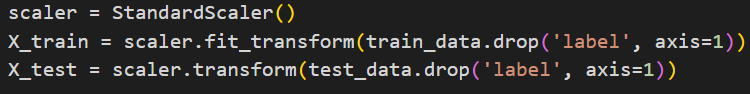 scaler = StandardScaler()
X_train = scaler.fit_transform(train_data.drop('label', axis=1))
X_test = scaler.transform(test_data.drop('label', axis=1))